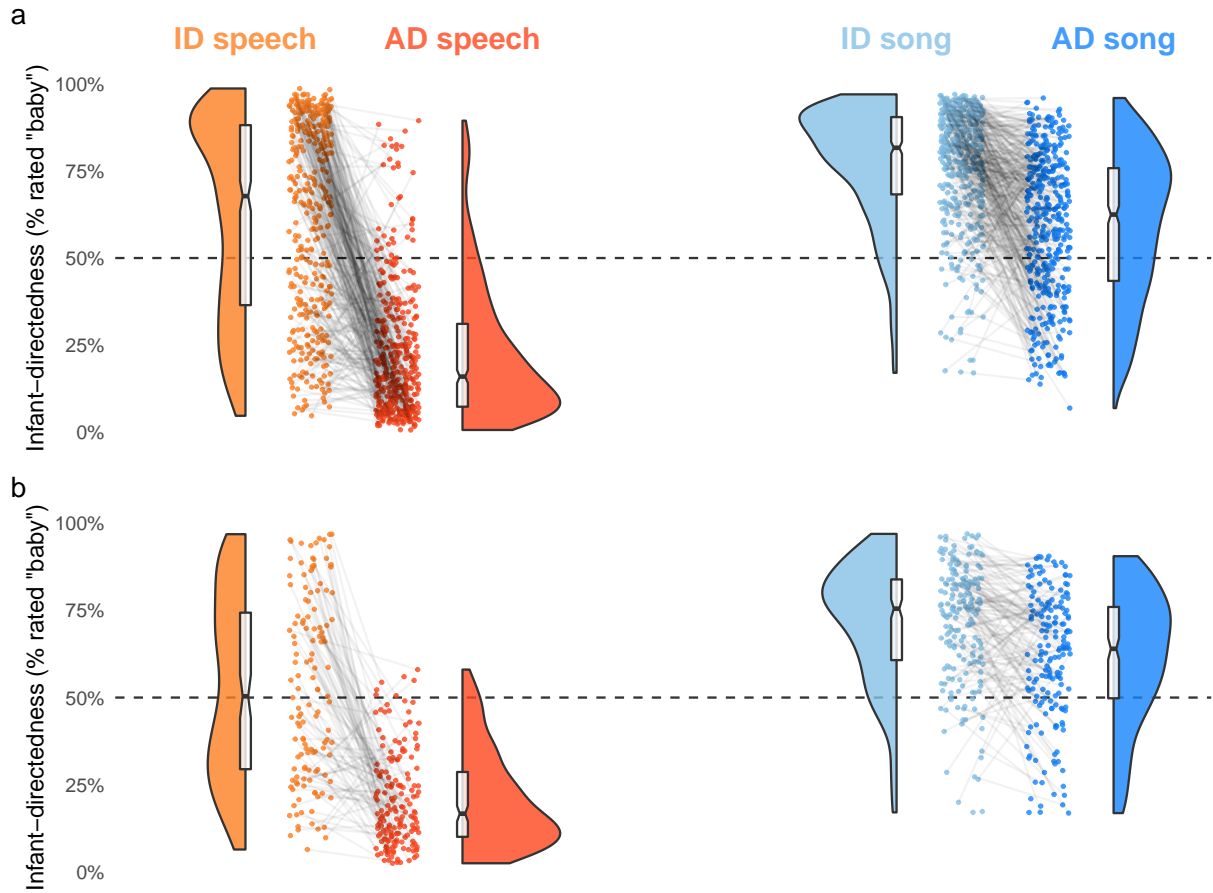 a
ID speech AD speech ID song AD song
Infant−directedness (% rated "baby")
100%
75%
50%
25%
0%
b
Infant−directedness (% rated "baby")
100%
75%
50%
25%
0%